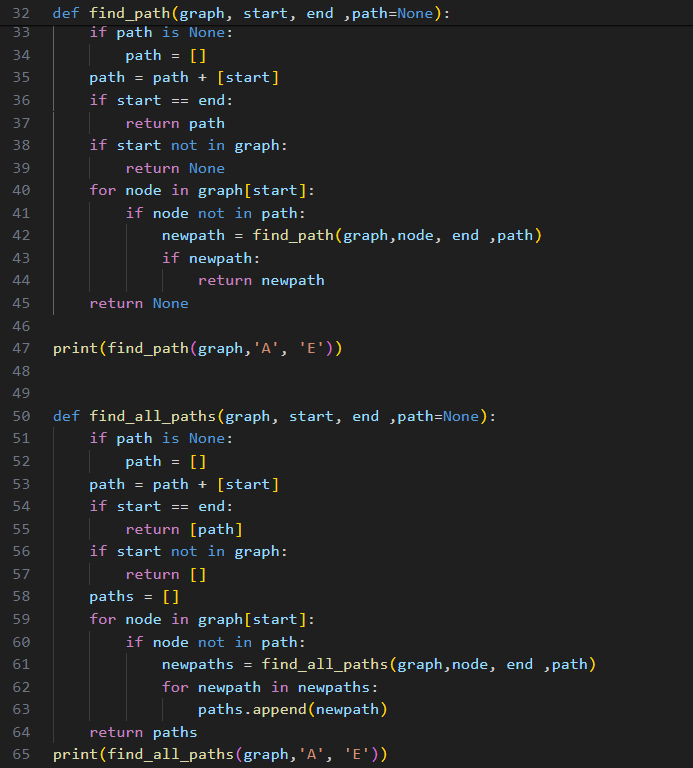 32 def find_path(graph, start, end ,path=None):
33     if path is None:
34         path = []
35     path = path + [start]
36     if start == end:
37         return path
38     if start not in graph:
39         return None
40     for node in graph[start]:
41         if node not in path:
42             newpath = find_path(graph,node, end ,path)
43             if newpath:
44                 return newpath
45     return None
46
47 print(find_path(graph,'A', 'E'))
48
49
50 def find_all_paths(graph, start, end ,path=None):
51     if path is None:
52         path = []
53     path = path + [start]
54     if start == end:
55         return [path]
56     if start not in graph:
57         return []
58     paths = []
59     for node in graph[start]:
60         if node not in path:
61             newpaths = find_all_paths(graph,node, end ,path)
62             for newpath in newpaths:
63                 paths.append(newpath)
64     return paths
65 print(find_all_paths(graph,'A', 'E'))